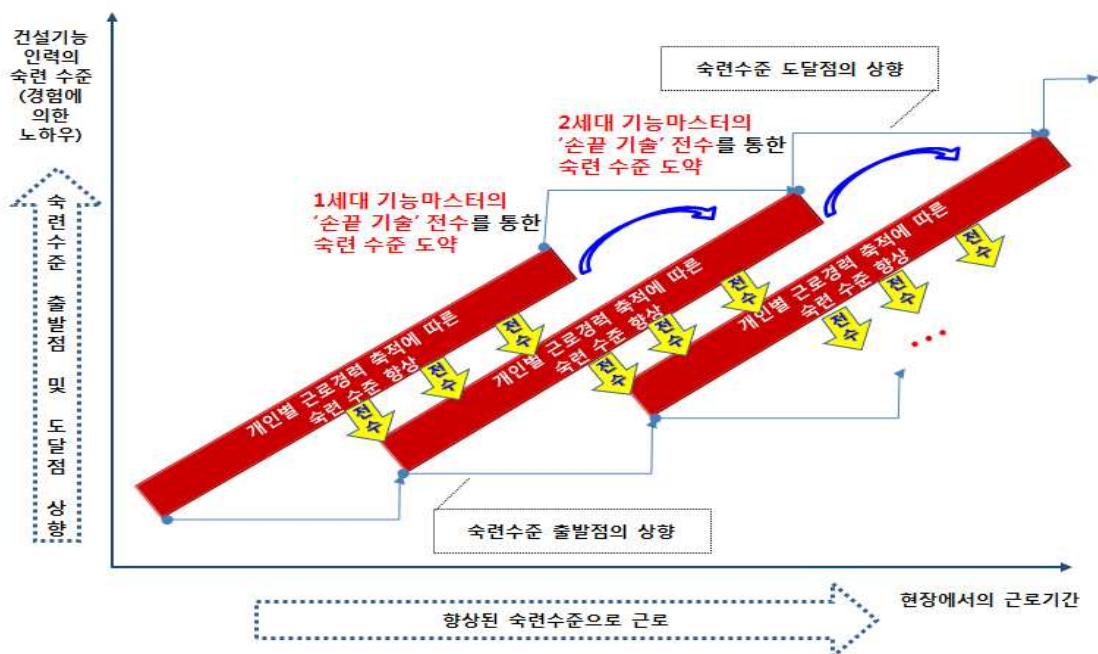 건설기능
인력의
숙련 수준
(경험에
의한
노하우)
숙련수준 출발점 및 도달점 상향
숙련수준 도달점의 상향
2세대 기능마스터의
'손끝 기술' 전수를 통한
숙련 수준 도약
1세대 기능마스터의
'손끝 기술' 전수를 통한
숙련 수준 도약
개인별 근로경력 축적에 따른
숙련 수준 향상
전수
전수
전수
개인별 근로경력 축적에 따른
숙련 수준 향상
전수
전수
전수
개인별 근로경력 축적에 따른
숙련 수준 향상
전수
전수
전수
...
숙련수준 출발점의 상향
현장에서의 근로기간
향상된 숙련수준으로 근로